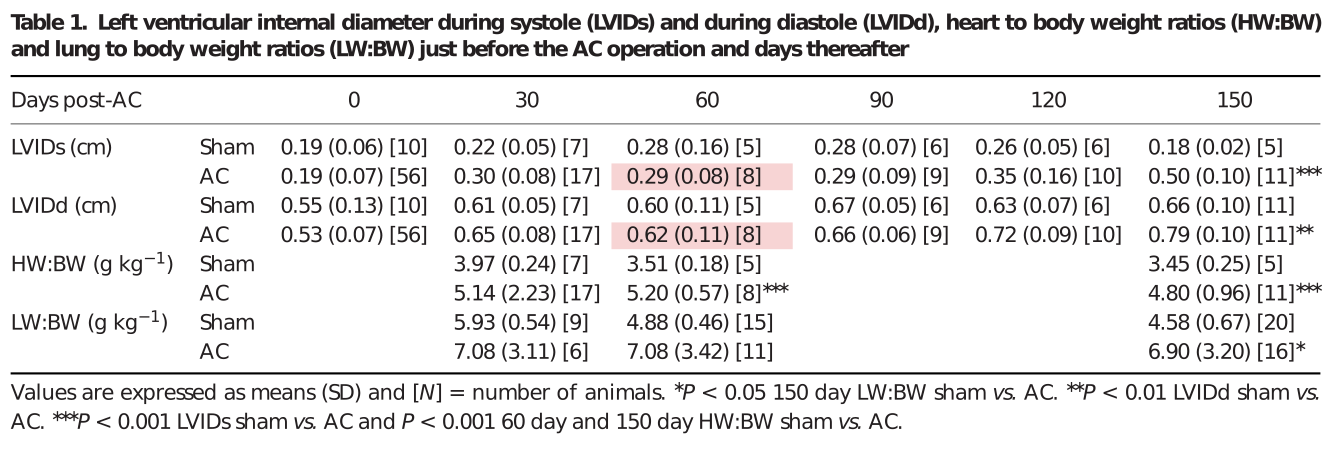 Table 1. Left ventricular internal diameter during systole (LVIDs) and during diastole (LVIDd), heart to body weight ratios (HW:BW)
and lung to body weight ratios (LW:BW) just before the AC operation and days thereafter
Days post-AC 0 30 60 90 120 150
LVIDs (cm) Sham 0.19 (0.06) [10] 0.22 (0.05) [7] 0.28 (0.16) [5] 0.28 (0.07) [6] 0.26 (0.05) [6] 0.18 (0.02) [5]
AC 0.19 (0.07) [56] 0.30 (0.08) [17] 0.29 (0.08) [8] 0.29 (0.09) [9] 0.35 (0.16) [10] 0.50 (0.10) [11]***
LVIDd (cm) Sham 0.55 (0.13) [10] 0.61 (0.05) [7] 0.60 (0.11) [5] 0.67 (0.05) [6] 0.63 (0.07) [6] 0.66 (0.10) [11]
AC 0.53 (0.07) [56] 0.65 (0.08) [17] 0.62 (0.11) [8] 0.66 (0.06) [9] 0.72 (0.09) [10] 0.79 (0.10) [11]**
HW:BW (g kg⁻¹) Sham 3.97 (0.24) [7] 3.51 (0.18) [5] 3.45 (0.25) [5]
AC 5.14 (2.23) [17] 5.20 (0.57) [8]*** 4.80 (0.96) [11]***
LW:BW (g kg⁻¹) Sham 5.93 (0.54) [9] 4.88 (0.46) [15] 4.58 (0.67) [20]
AC 7.08 (3.11) [6] 7.08 (3.42) [11] 6.90 (3.20) [16]*
Values are expressed as means (SD) and [N] = number of animals. *P < 0.05 150 day LW:BW sham vs. AC. **P < 0.01 LVIDd sham vs.
AC. ***P < 0.001 LVIDs sham vs. AC and P < 0.001 60 day and 150 day HW:BW sham vs. AC.